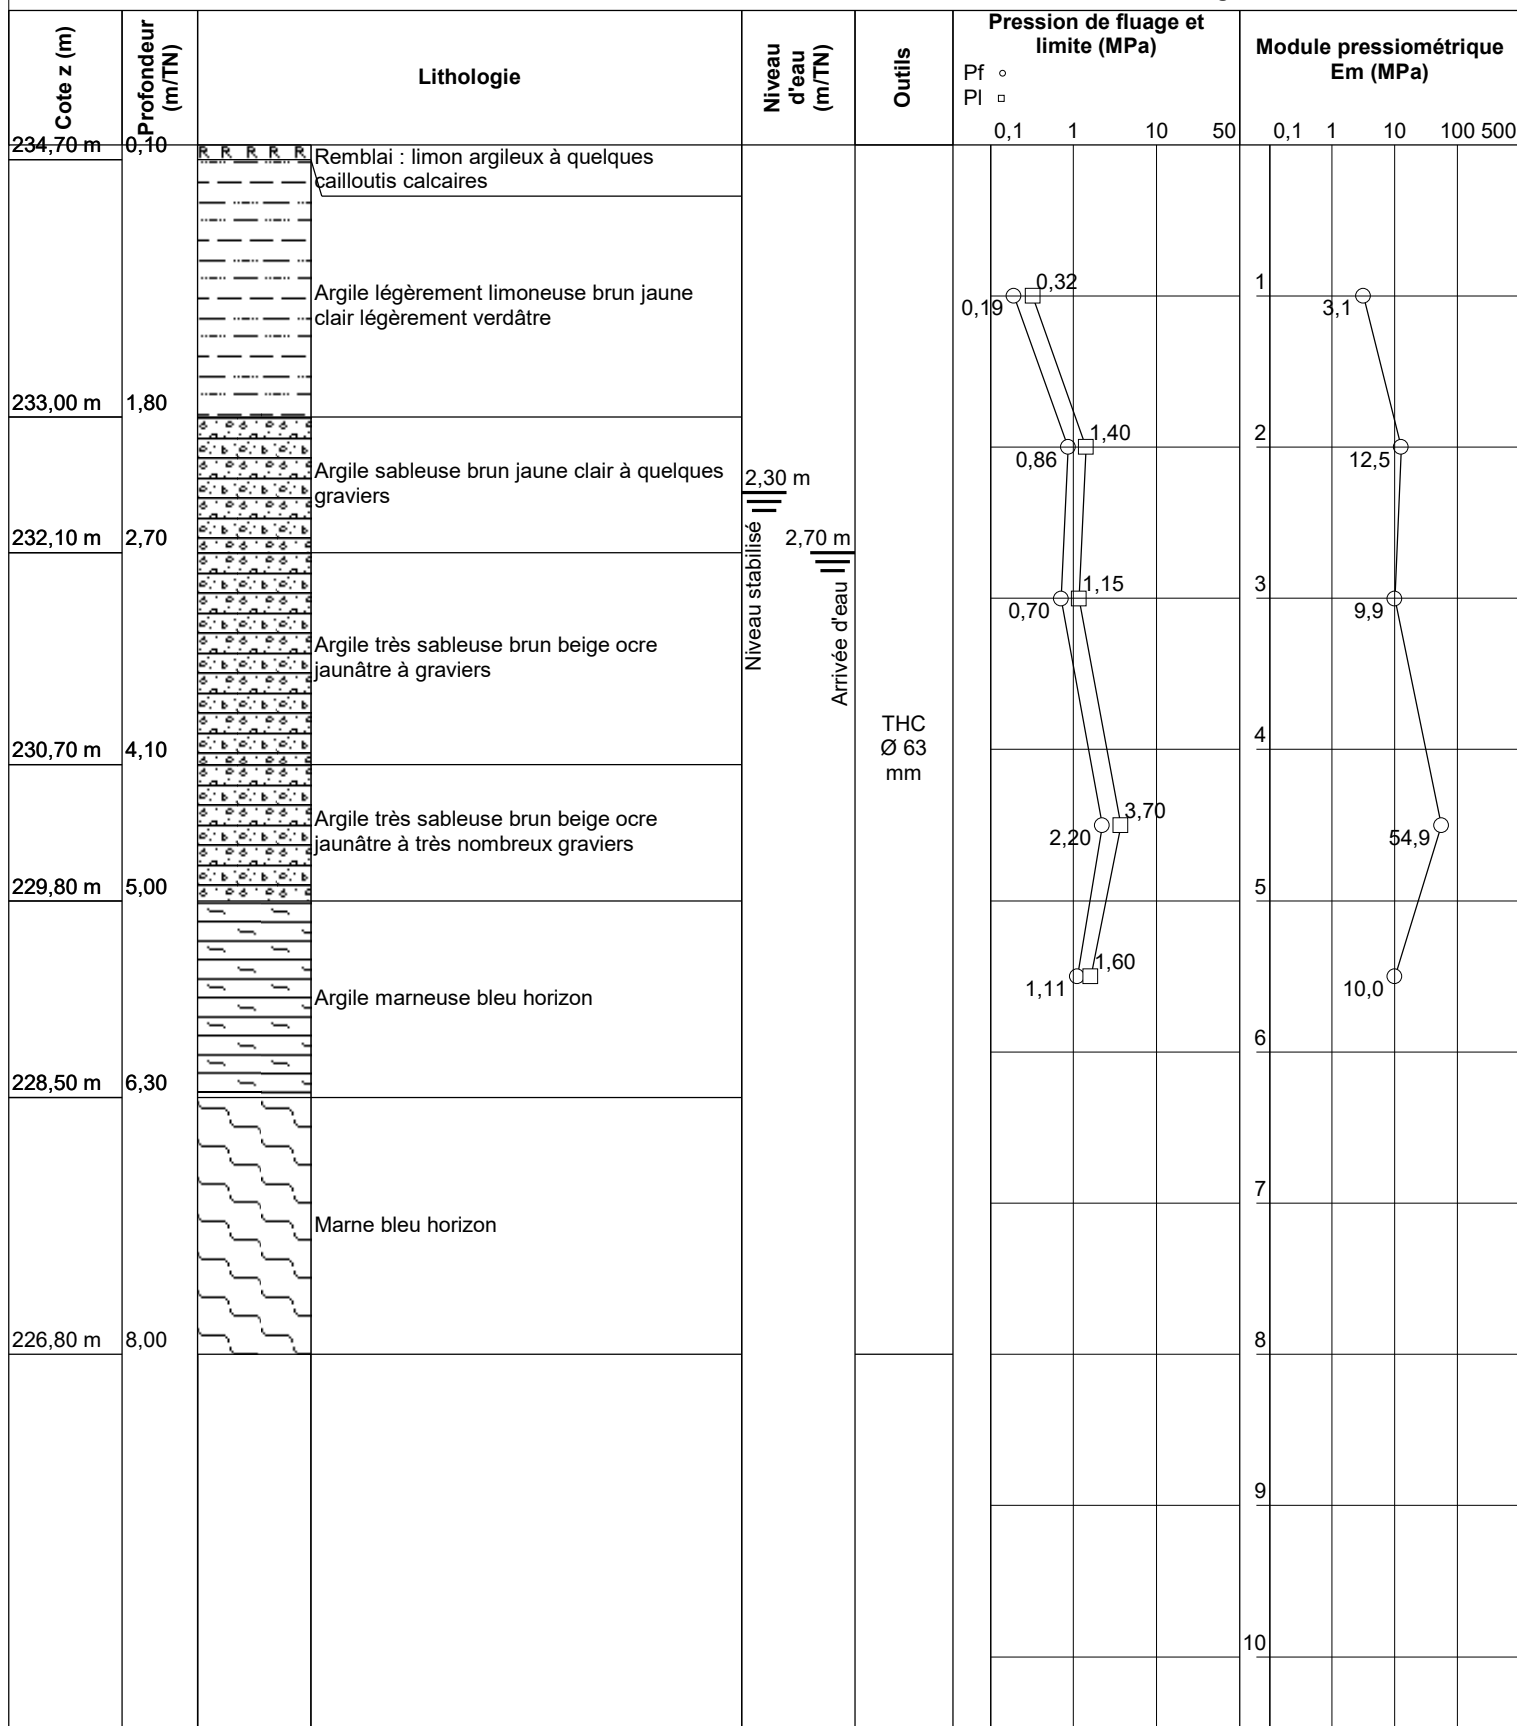 Cote z (m)
Profondeur
(m/TN)
Lithologie
Niveau
d'eau
(m/TN)
Outils
Pression de fluage et
limite (MPa)
Pf
Pl
0,1 1 10 50
Module pressiométrique
Em (MPa)
0,1 1 10 100 500
234,70 m 0,10
R R R R R
Remblai : limon argileux à quelques
cailloutis calcaires
1
0,32
0,19
3,1
Argile légèrement limoneuse brun jaune
clair légèrement verdâtre
233,00 m 1,80
2
1,40
0,86
12,5
Argile sableuse brun jaune clair à quelques
graviers
2,30 m
Niveau stabilisé
232,10 m 2,70
2,70 m
Arrivée d'eau
3
1,15
0,70
9,9
Argile très sableuse brun beige ocre
jaunâtre à graviers
THC
Ø 63
mm
230,70 m 4,10
4
3,70
2,20
54,9
Argile très sableuse brun beige ocre
jaunâtre à très nombreux graviers
229,80 m 5,00
5
1,60
1,11
10,0
Argile marneuse bleu horizon
6
228,50 m 6,30
7
Marne bleu horizon
226,80 m 8,00
8
9
10